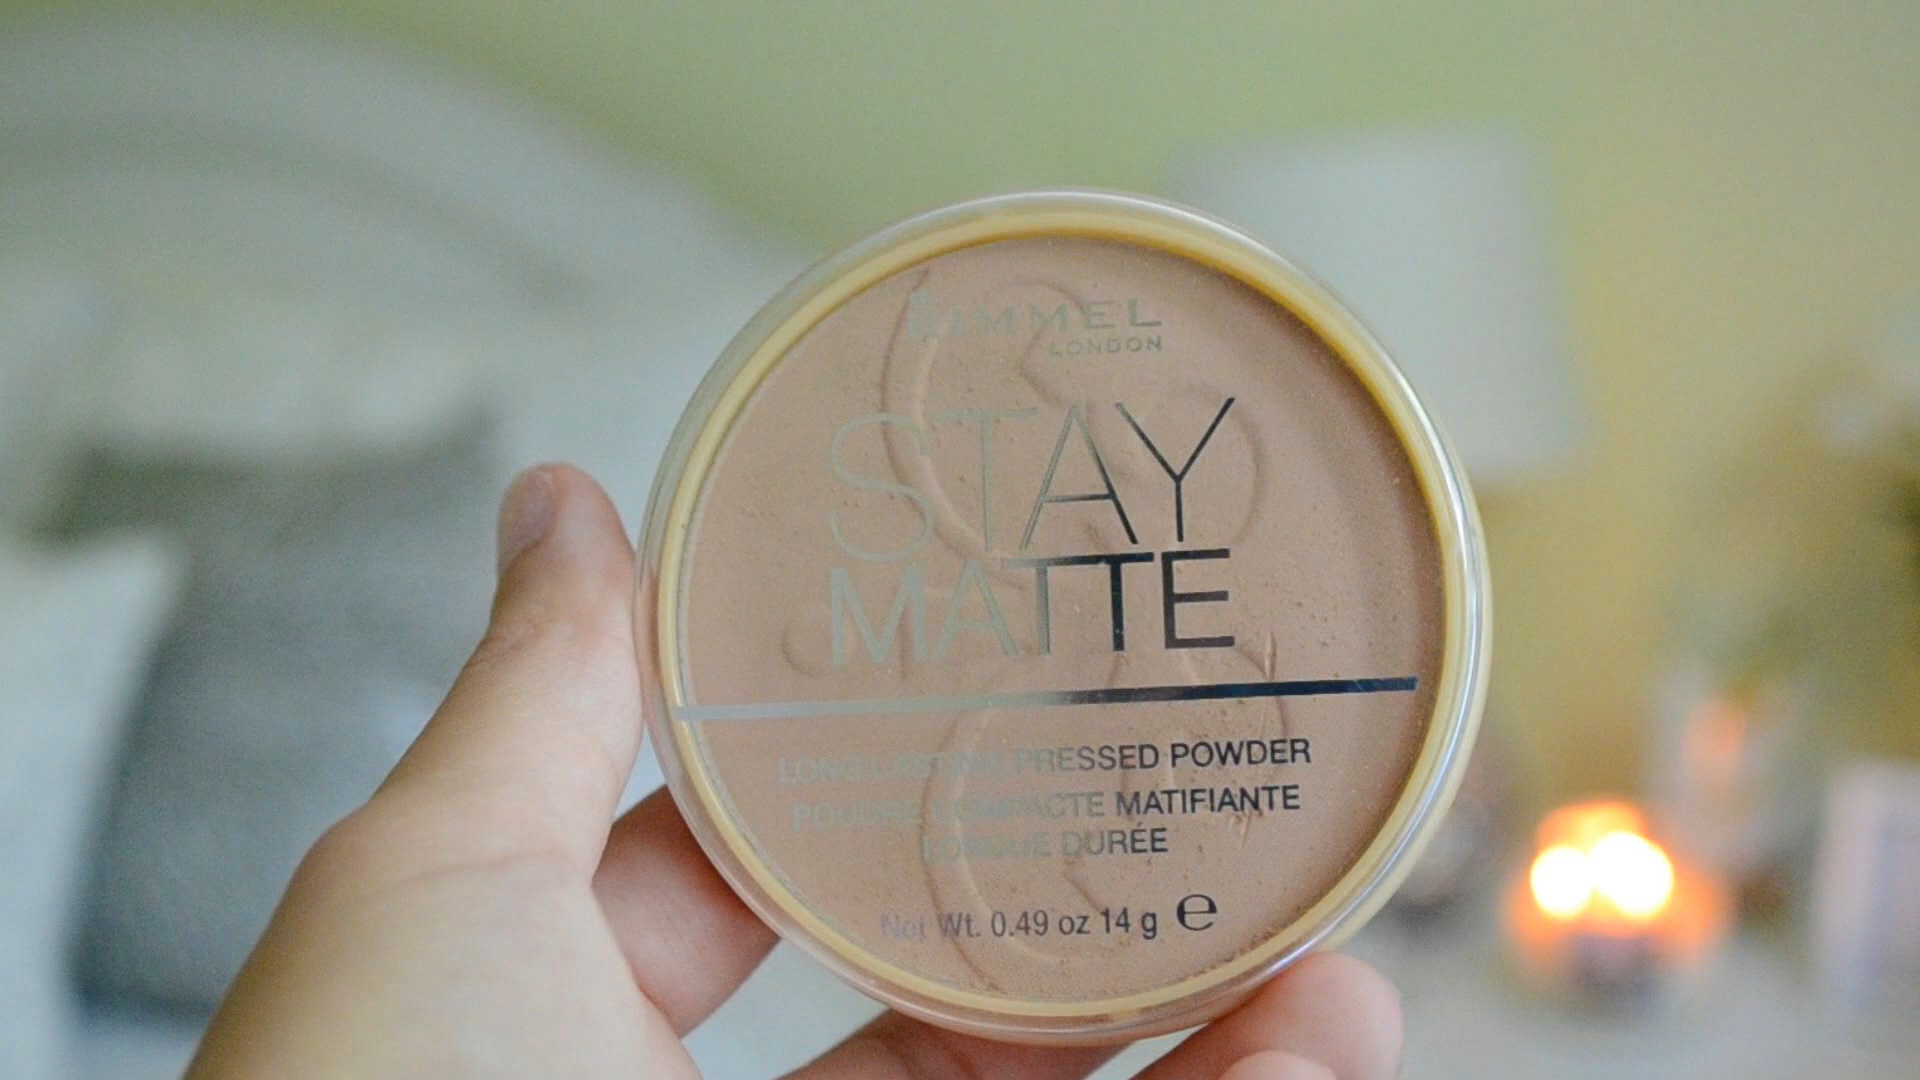 RIMMEL
LONDON
STAY
MATTE
LONG LASTING PRESSED POWDER
POUDRE COMPACTE MATIFIANTE
LONGUE DURÉE
Net Wt. 0.49 oz 14 g ℮